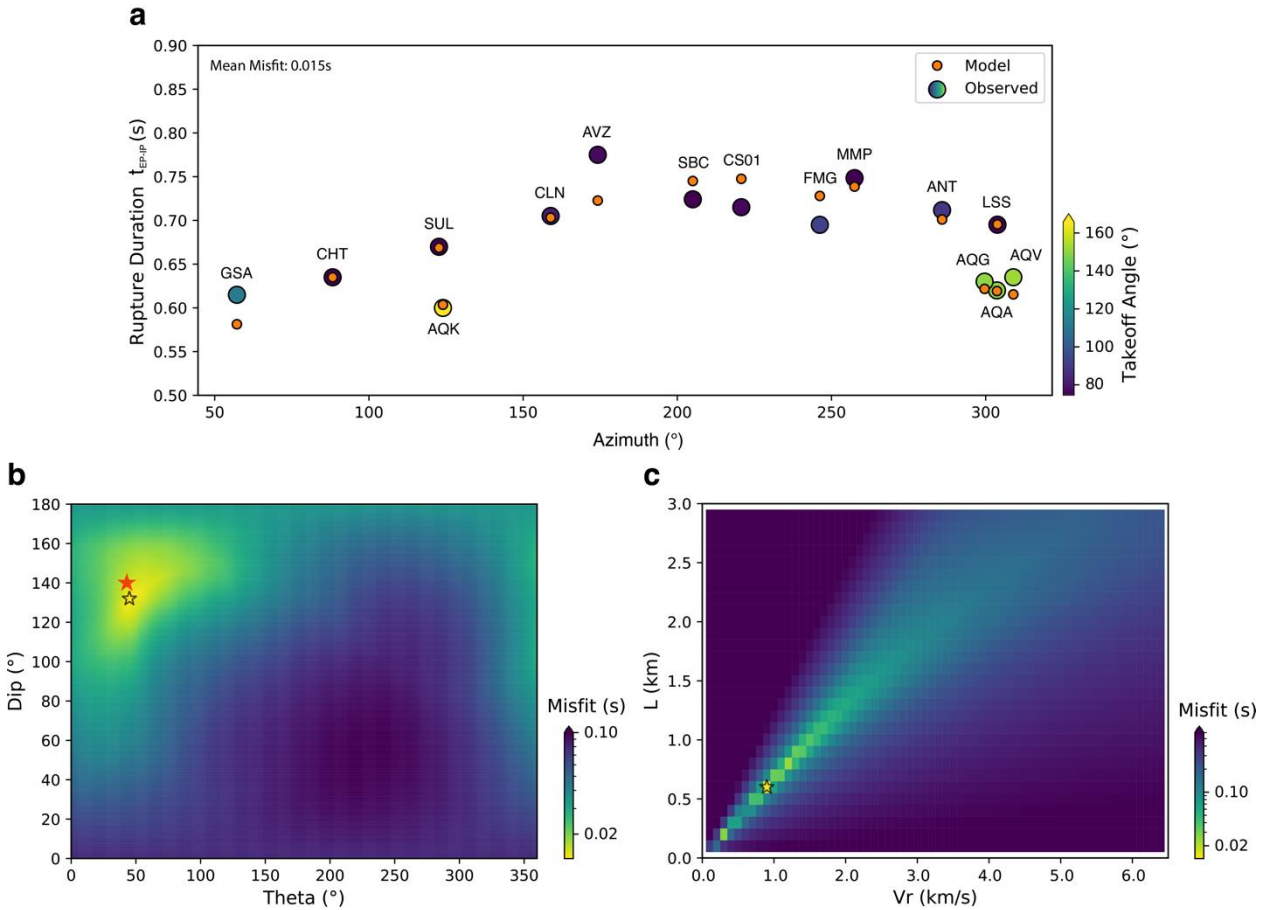 a
Mean Misfit: 0.015s
Model
Observed
Rupture Duration t_EP-IP (s)
0.90
0.85
0.80
0.75
0.70
0.65
0.60
0.55
0.50
GSA
CHT
SUL
AQK
CLN
AVZ
SBC
CS01
FMG
MMP
ANT
LSS
AQG
AQV
AQA
50
100
150
200
250
300
Azimuth (°)
160
140
120
100
80
Takeoff Angle (°)
b
Dip (°)
180
160
140
120
100
80
60
40
20
0
0
50
100
150
200
250
300
350
Theta (°)
Misfit (s)
0.10
0.02
c
L (km)
3.0
2.5
2.0
1.5
1.0
0.5
0.0
0.0
1.0
2.0
3.0
4.0
5.0
6.0
Vr (km/s)
Misfit (s)
0.10
0.02